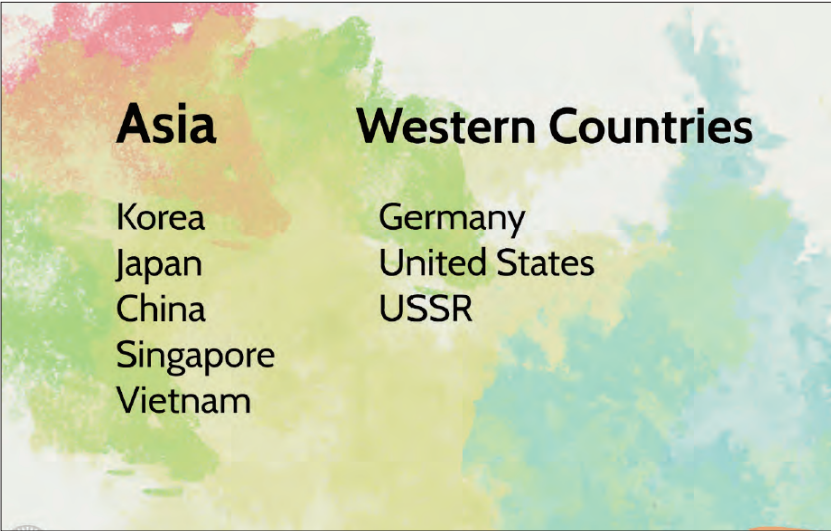 Asia
Western Countries
Korea
Japan
China
Singapore
Vietnam
Germany
United States
USSR